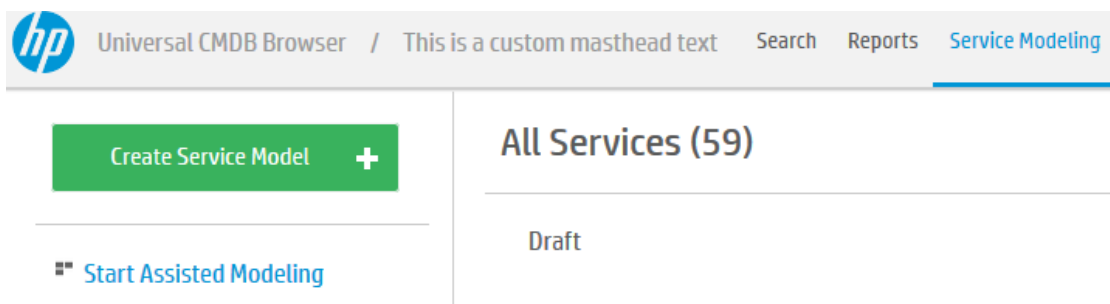 hp Universal CMDB Browser / This is a custom masthead text Search Reports Service Modeling
Create Service Model +
All Services (59)
Draft
Start Assisted Modeling